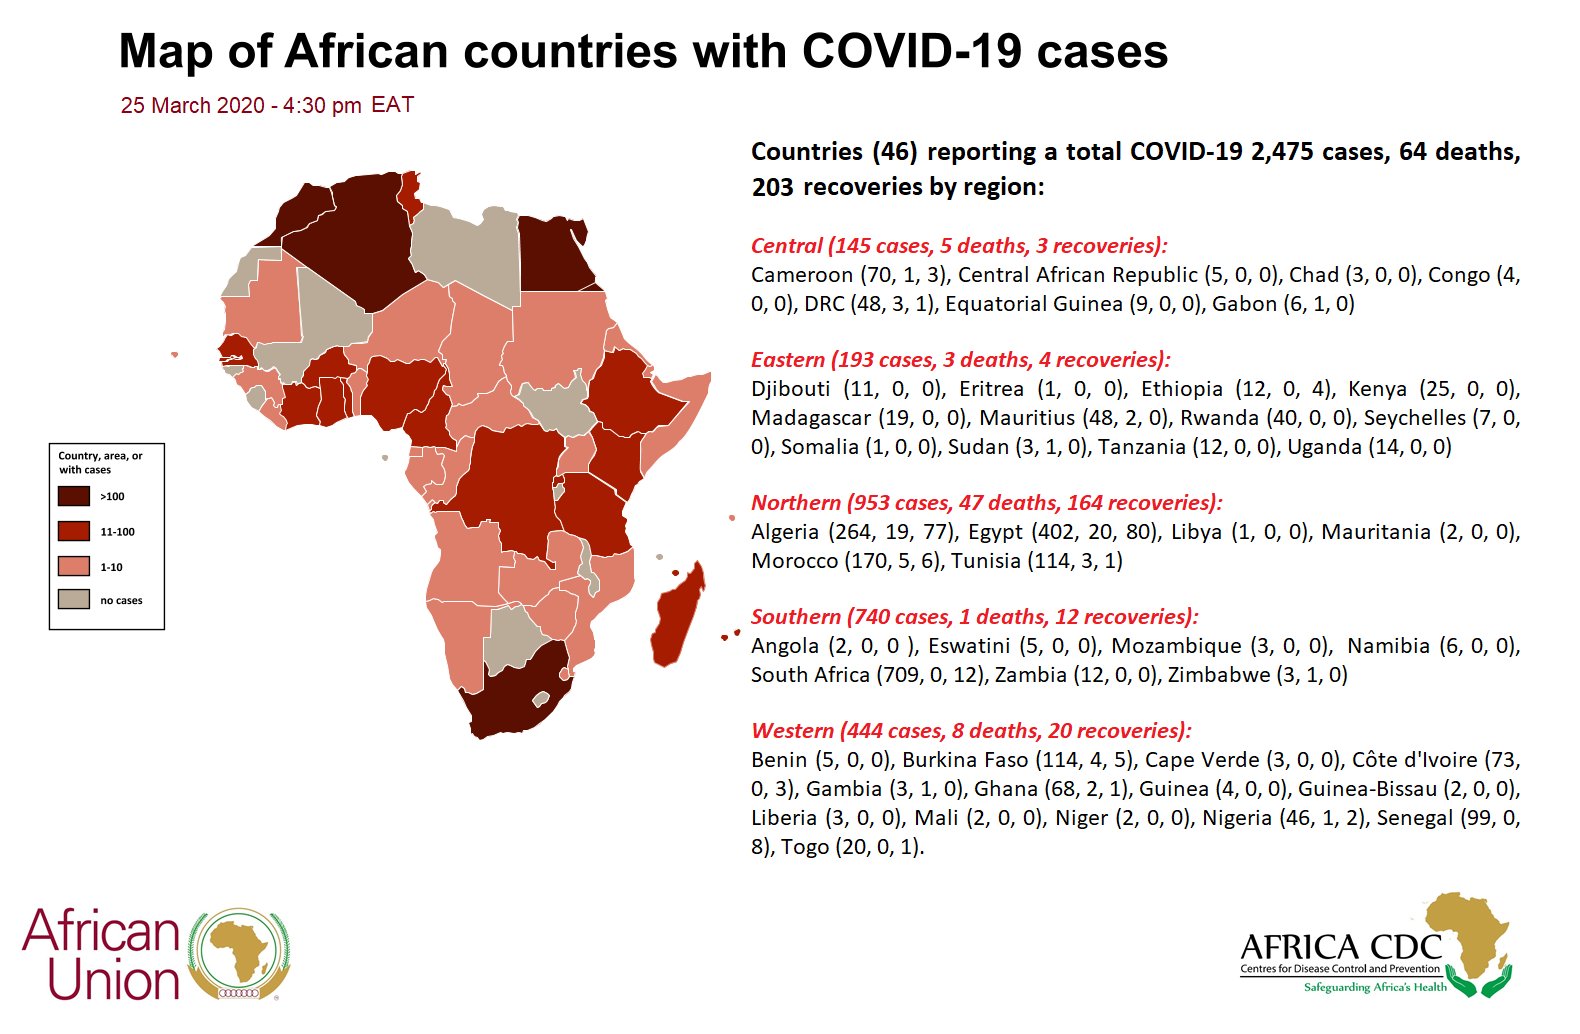 Map of African countries with COVID-19 cases
25 March 2020 - 4:30 pm EAT
Countries (46) reporting a total COVID-19 2,475 cases, 64 deaths,
203 recoveries by region:
Central (145 cases, 5 deaths, 3 recoveries):
Cameroon (70, 1, 3), Central African Republic (5, 0, 0), Chad (3, 0, 0), Congo (4,
0, 0), DRC (48, 3, 1), Equatorial Guinea (9, 0, 0), Gabon (6, 1, 0)
Eastern (193 cases, 3 deaths, 4 recoveries):
Djibouti (11, 0, 0), Eritrea (1, 0, 0), Ethiopia (12, 0, 4), Kenya (25, 0, 0),
Madagascar (19, 0, 0), Mauritius (48, 2, 0), Rwanda (40, 0, 0), Seychelles (7, 0,
0), Somalia (1, 0, 0), Sudan (3, 1, 0), Tanzania (12, 0, 0), Uganda (14, 0, 0)
Northern (953 cases, 47 deaths, 164 recoveries):
Algeria (264, 19, 77), Egypt (402, 20, 80), Libya (1, 0, 0), Mauritania (2, 0, 0),
Morocco (170, 5, 6), Tunisia (114, 3, 1)
Southern (740 cases, 1 deaths, 12 recoveries):
Angola (2, 0, 0 ), Eswatini (5, 0, 0), Mozambique (3, 0, 0), Namibia (6, 0, 0),
South Africa (709, 0, 12), Zambia (12, 0, 0), Zimbabwe (3, 1, 0)
Western (444 cases, 8 deaths, 20 recoveries):
Benin (5, 0, 0), Burkina Faso (114, 4, 5), Cape Verde (3, 0, 0), Côte d'Ivoire (73,
0, 3), Gambia (3, 1, 0), Ghana (68, 2, 1), Guinea (4, 0, 0), Guinea-Bissau (2, 0, 0),
Liberia (3, 0, 0), Mali (2, 0, 0), Niger (2, 0, 0), Nigeria (46, 1, 2), Senegal (99, 0,
8), Togo (20, 0, 1).
Country, area, or
with cases
>100
11-100
1-10
no cases
African
Union
AFRICA CDC
Centres for Disease Control and Prevention
Safeguarding Africa's Health